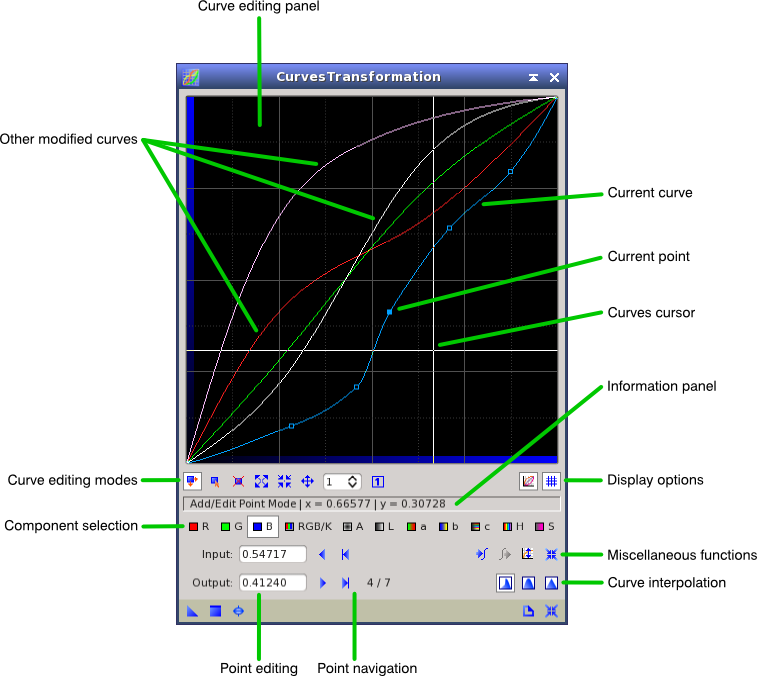 Curve editing panel
CurvesTransformation
Other modified curves
Current curve
Current point
Curves cursor
Information panel
Curve editing modes
1
1
Display options
Add/Edit Point Mode | x = 0.66577 | y = 0.30728
Component selection
R G B RGB/K A L a b c H S
Input: 0.54717
Miscellaneous functions
Output: 0.41240
4 / 7
Curve interpolation
Point editing
Point navigation